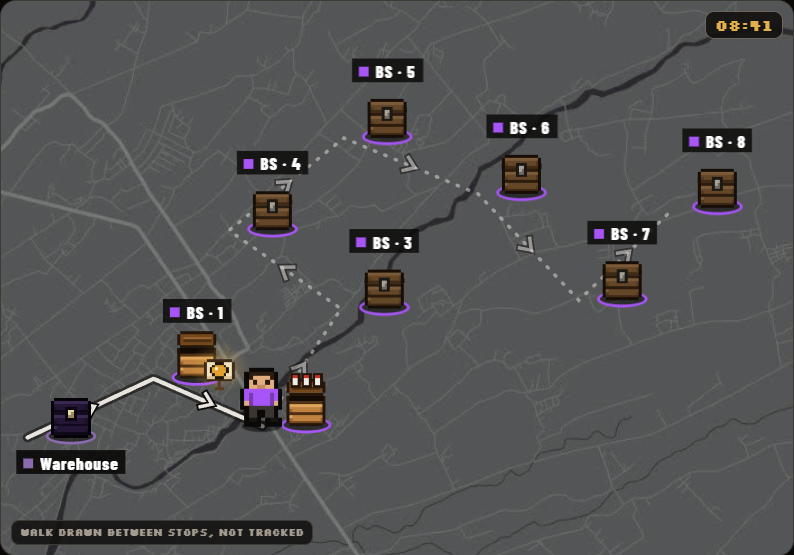 08:41
BS - 5
BS - 6
BS - 8
BS - 4
BS - 7
BS - 3
BS - 1
Warehouse
WALK DRAWN BETWEEN STOPS, NOT TRACKED